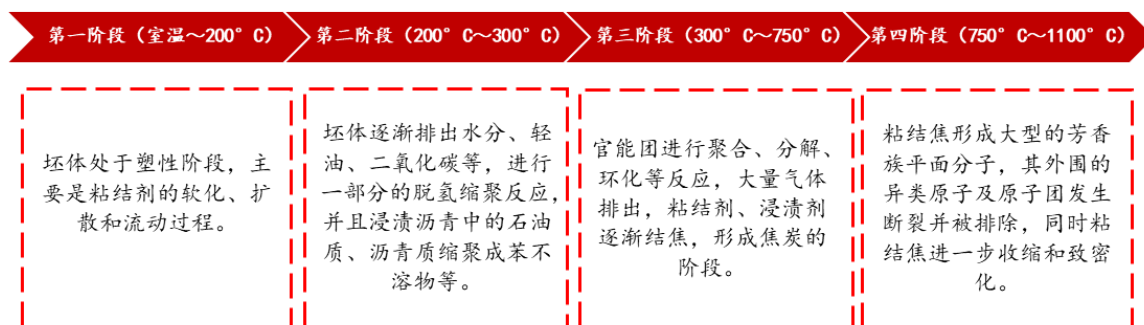 第一阶段（室温～200°C）
第二阶段（200°C～300°C）
第三阶段（300°C～750°C）
第四阶段（750°C～1100°C）
坯体处于塑性阶段，主
要是粘结剂的软化、扩
散和流动过程。
坯体逐渐排出水分、轻
油、二氧化碳等，进行
一部分的脱氢缩聚反应，
并且浸渍沥青中的石油
质、沥青质缩聚成苯不
溶物等。
官能团进行聚合、分解、
环化等反应，大量气体
排出，粘结剂、浸渍剂
逐渐结焦，形成焦炭的
阶段。
粘结焦形成大型的芳香
族平面分子，其外围的
异类原子及原子团发生
断裂并被排除，同时粘
结焦进一步收缩和致密
化。